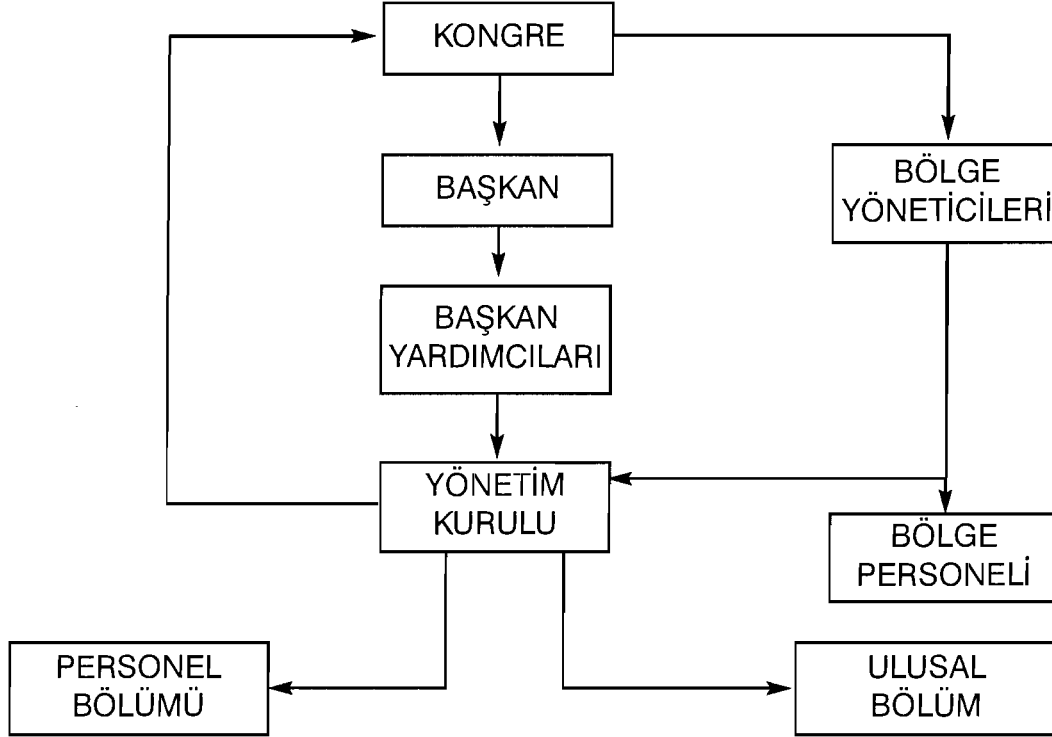 KONGRE
BAŞKAN
BÖLGE
YÖNETİCİLERİ
BAŞKAN
YARDIMCILARI
YÖNETİM
KURULU
BÖLGE
PERSONELİ
PERSONEL
BÖLÜMÜ
ULUSAL
BÖLÜM